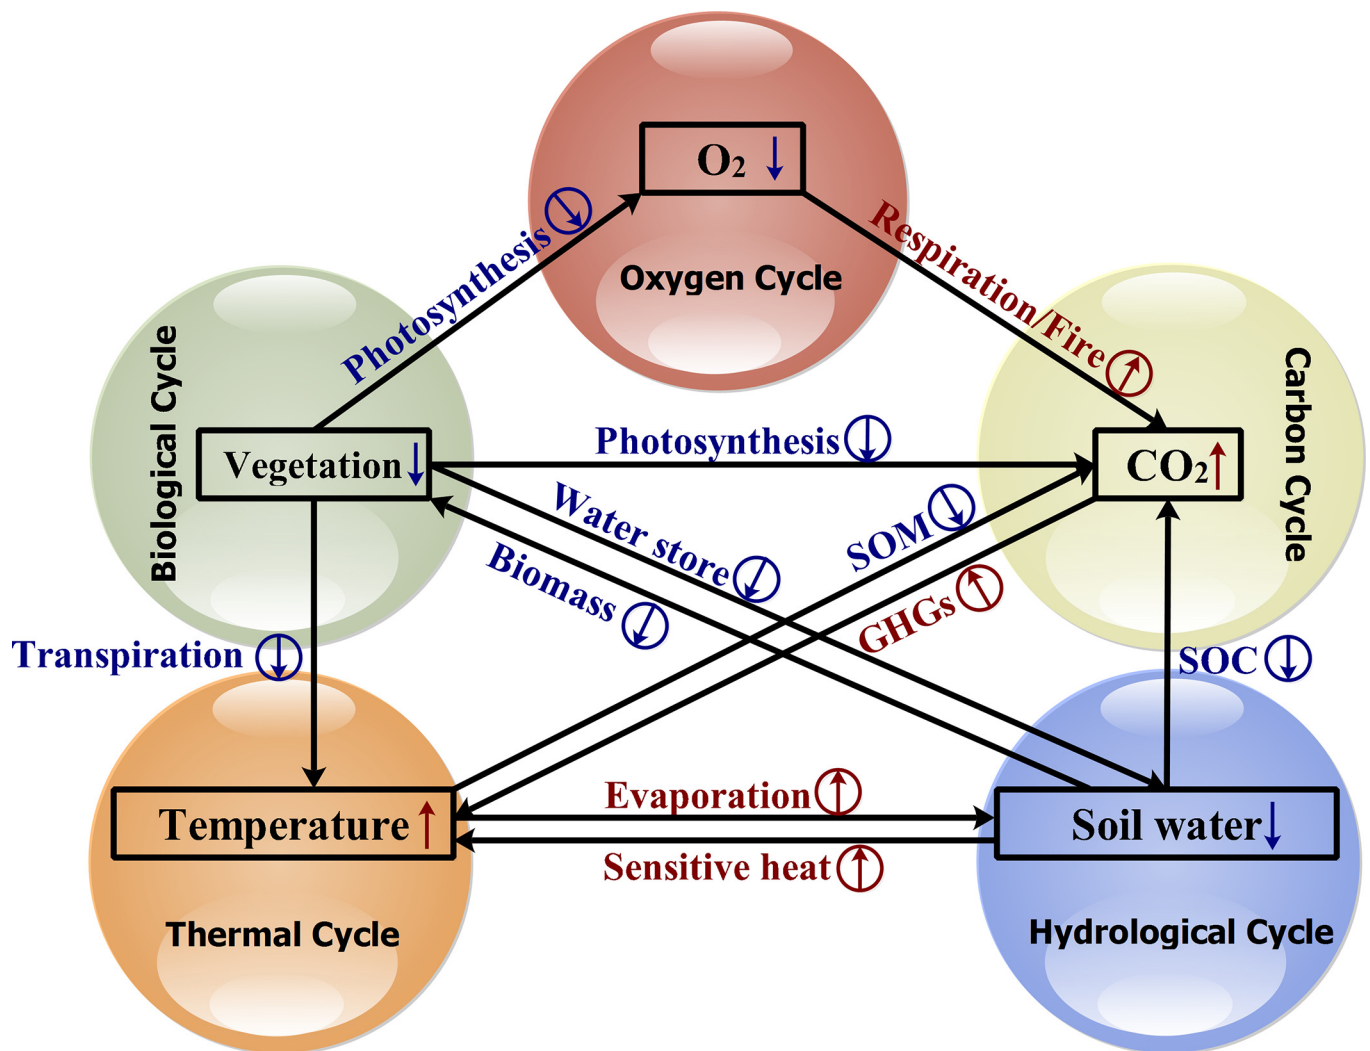 O₂
Oxygen Cycle
Photosynthesis
Respiration/Fire
Biological Cycle
Vegetation
Photosynthesis
CO₂
Carbon Cycle
Water store
Biomass
SOM
GHGs
Transpiration
SOC
Temperature
Evaporation
Sensitive heat
Soil water
Thermal Cycle
Hydrological Cycle